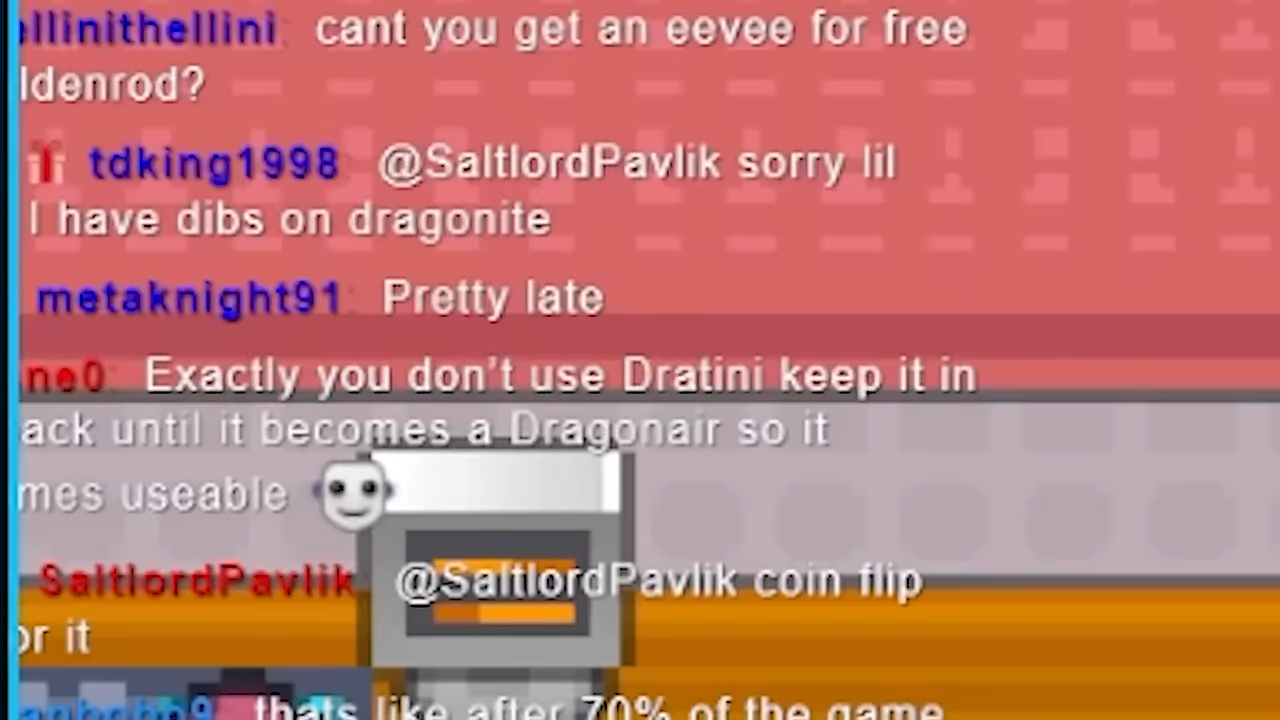 ellinithellini: cant you get an eevee for free
ldenrod?
tdking1998 @SaltlordPavlik sorry lil
I have dibs on dragonite
metaknight91: Pretty late
ne0: Exactly you don't use Dratini keep it in
ack until it becomes a Dragonair so it
mes useable
SaltlordPavlik @SaltlordPavlik coin flip
or it
thats like after 70% of the game